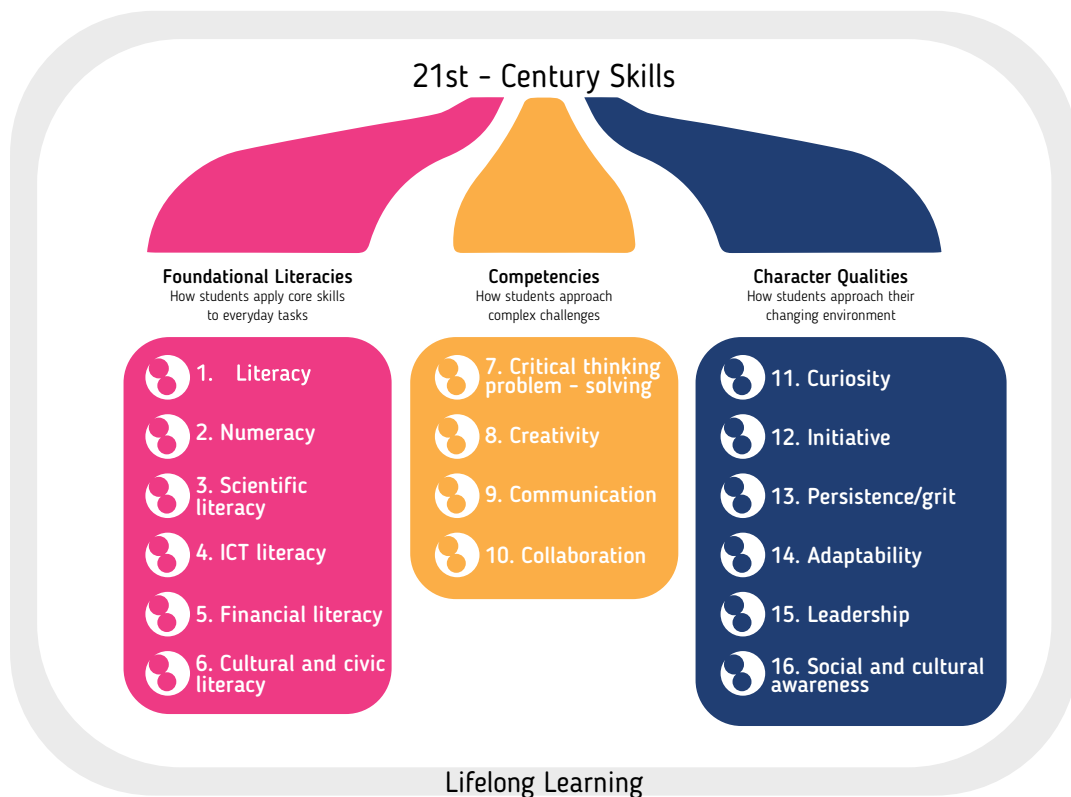 21st - Century Skills
Foundational Literacies
How students apply core skills
to everyday tasks
1. Literacy
2. Numeracy
3. Scientific
literacy
4. ICT literacy
5. Financial literacy
6. Cultural and civic
literacy
Competencies
How students approach
complex challenges
7. Critical thinking
problem - solving
8. Creativity
9. Communication
10. Collaboration
Character Qualities
How students approach their
changing environment
11. Curiosity
12. Initiative
13. Persistence/grit
14. Adaptability
15. Leadership
16. Social and cultural
awareness
Lifelong Learning